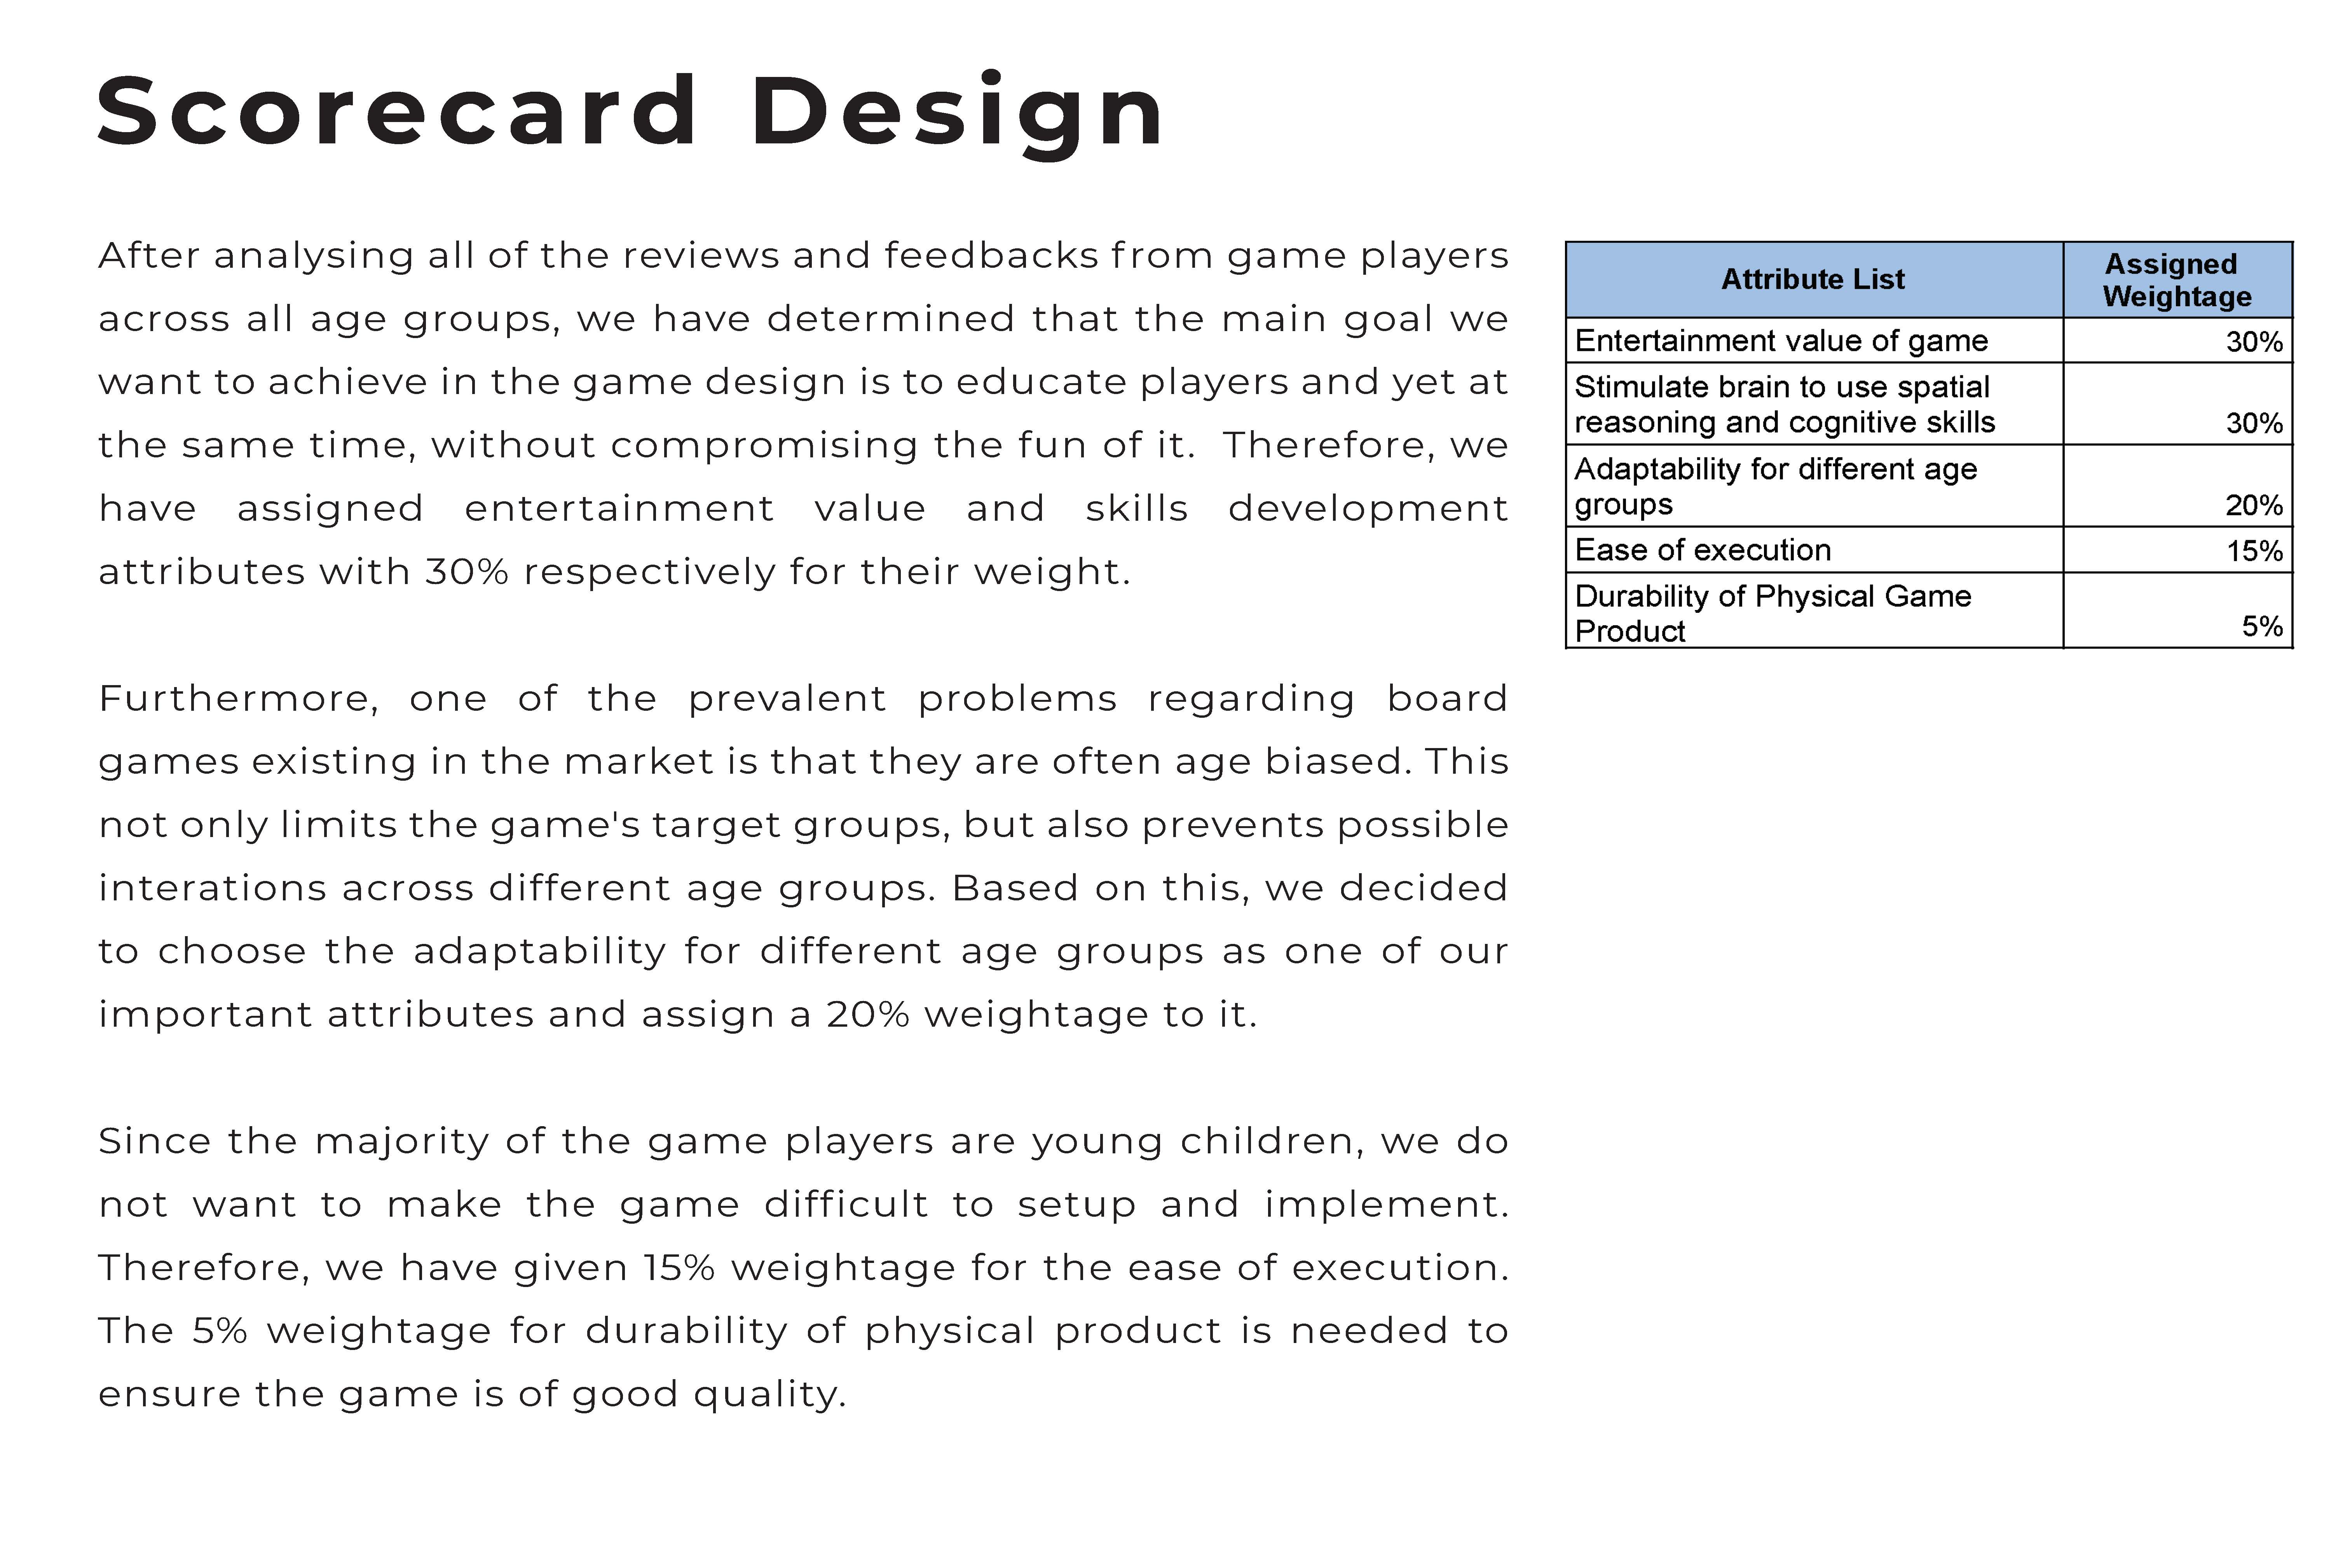 Scorecard Design
After analysing all of the reviews and feedbacks from game players
across all age groups, we have determined that the main goal we
want to achieve in the game design is to educate players and yet at
the same time, without compromising the fun of it. Therefore, we
have assigned entertainment value and skills development
attributes with 30% respectively for their weight.
Furthermore, one of the prevalent problems regarding board
games existing in the market is that they are often age biased. This
not only limits the game's target groups, but also prevents possible
interations across different age groups. Based on this, we decided
to choose the adaptability for different age groups as one of our
important attributes and assign a 20% weightage to it.
Since the majority of the game players are young children, we do
not want to make the game difficult to setup and implement.
Therefore, we have given 15% weightage for the ease of execution.
The 5% weightage for durability of physical product is needed to
ensure the game is of good quality.
Attribute List
Assigned
Weightage
Entertainment value of game 30%
Stimulate brain to use spatial
reasoning and cognitive skills 30%
Adaptability for different age
groups 20%
Ease of execution 15%
Durability of Physical Game
Product 5%